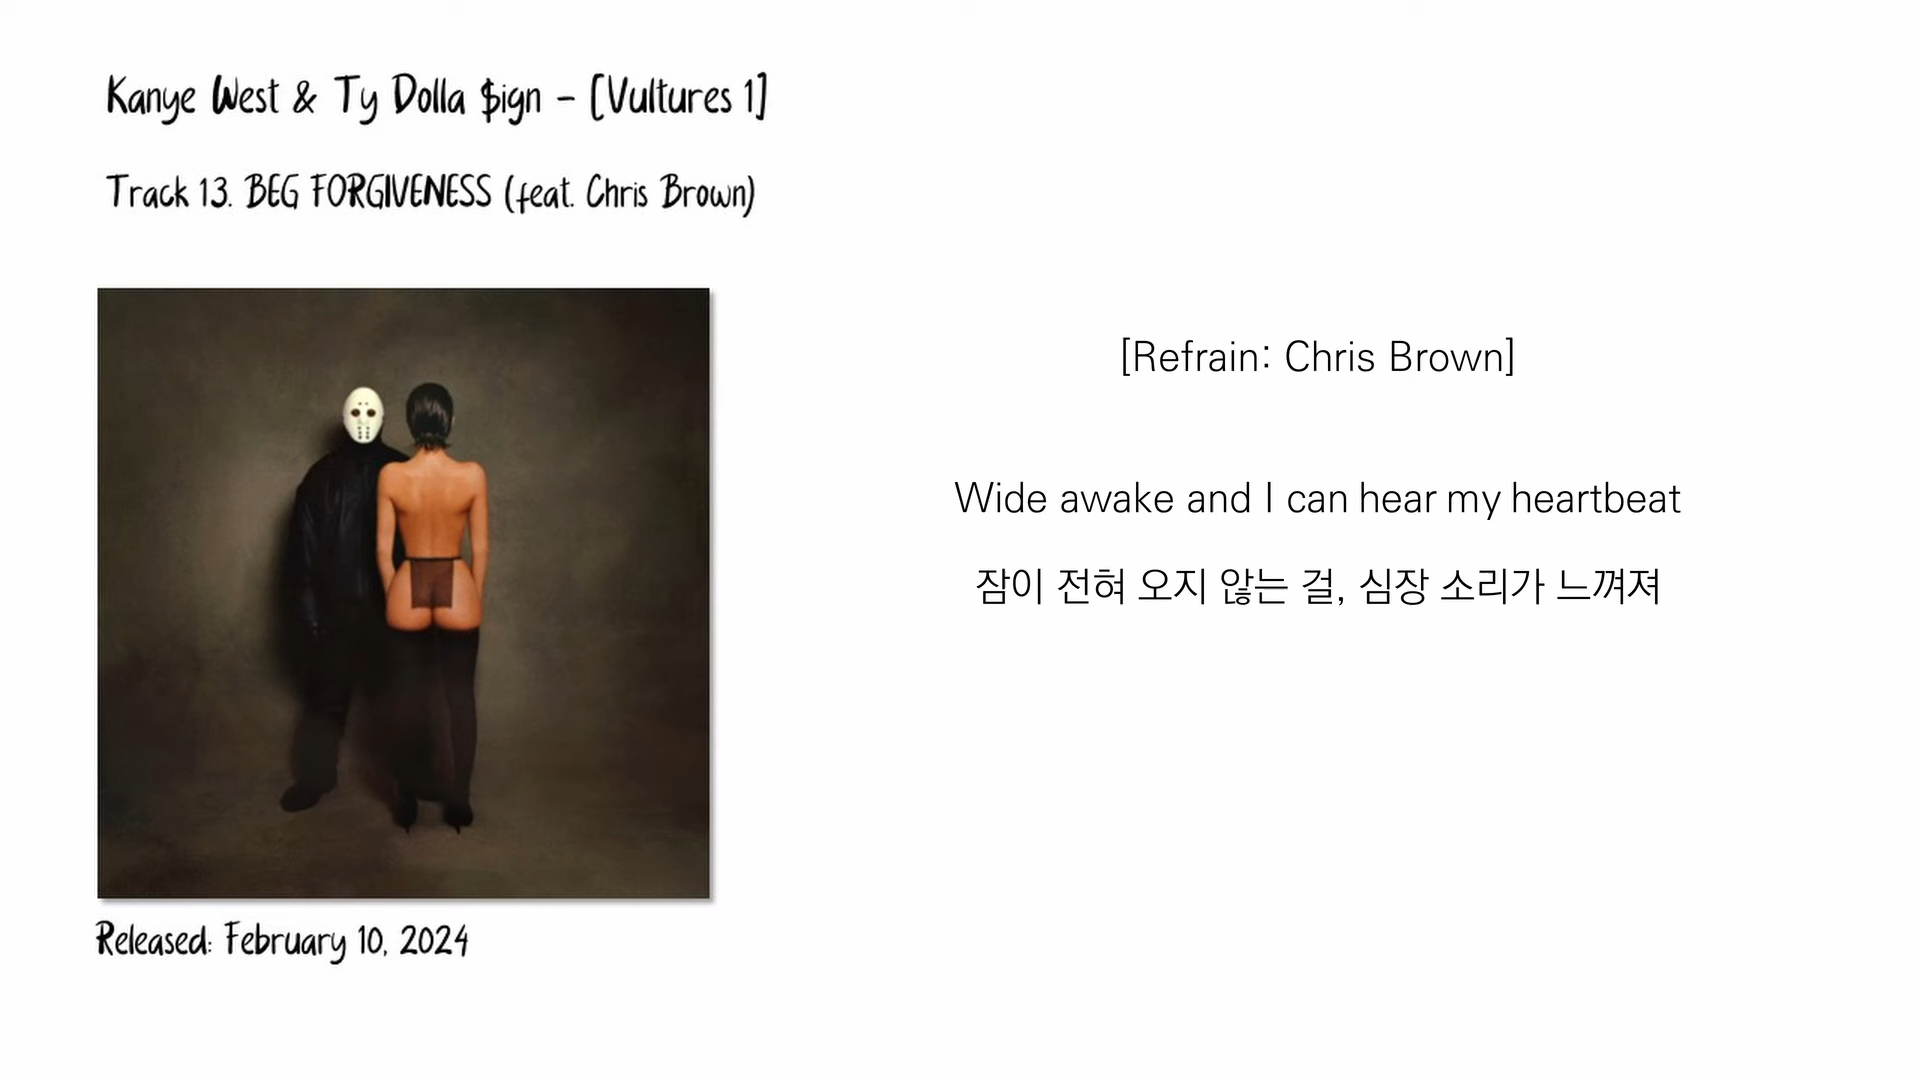 Kanye West & Ty Dolla $ign - [Vultures 1]
Track 13. BEG FORGIVENESS (feat. Chris Brown)
[Refrain: Chris Brown]
Wide awake and I can hear my heartbeat
잠이 전혀 오지 않는 걸, 심장 소리가 느껴져
Released: February 10, 2024